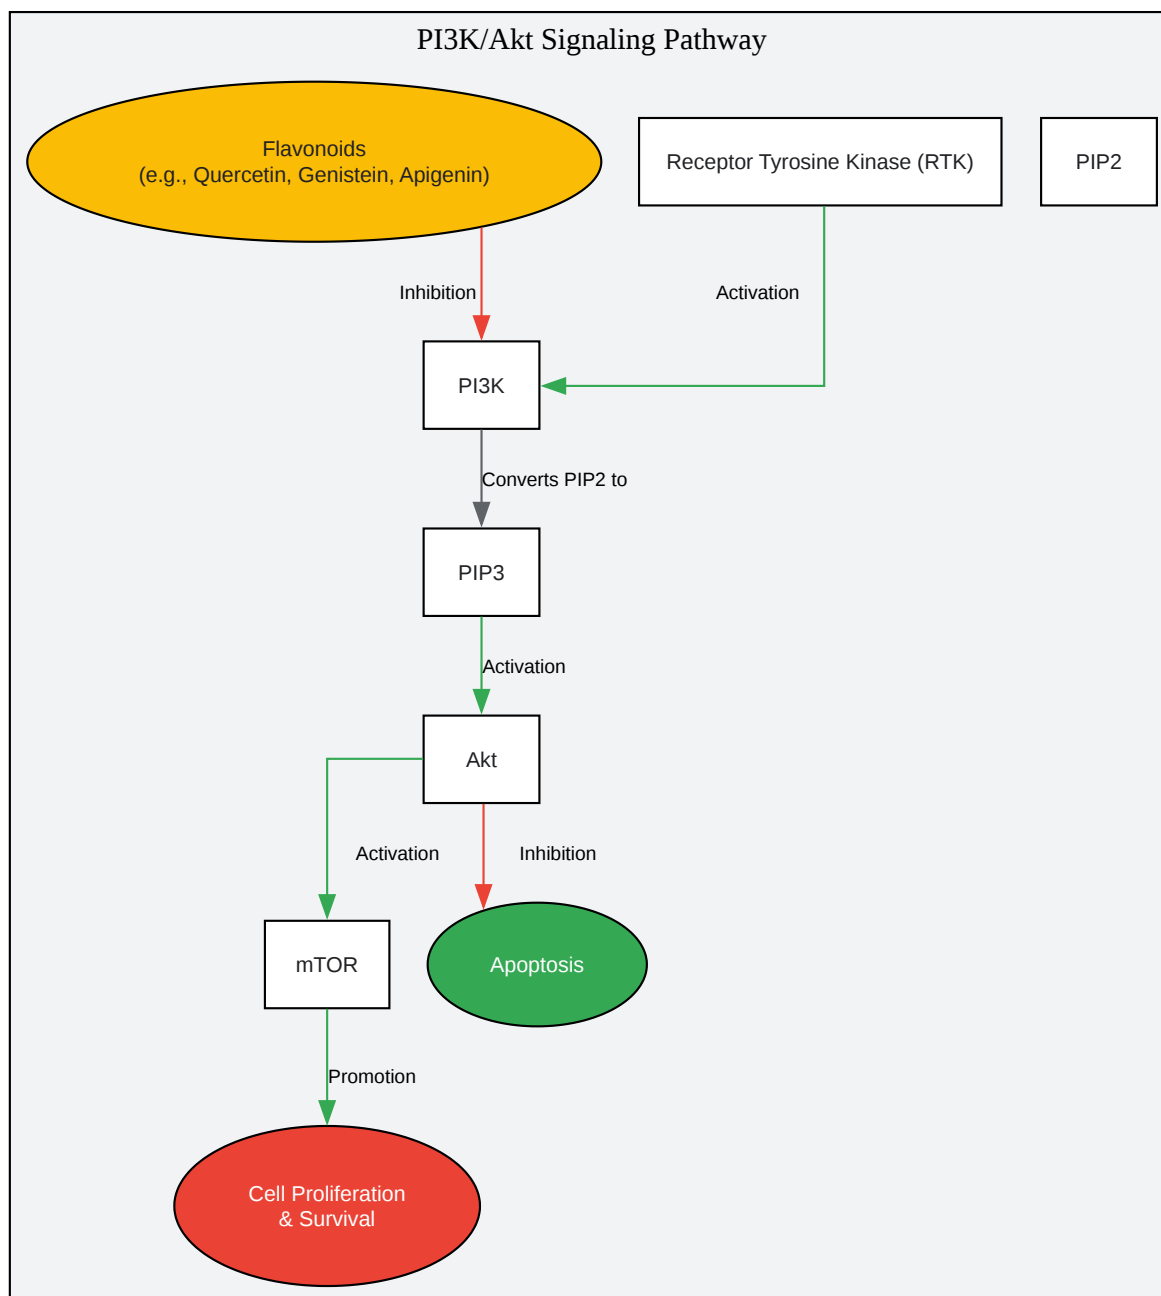 PI3K/Akt Signaling Pathway
Flavonoids
(e.g., Quercetin, Genistein, Apigenin)
Receptor Tyrosine Kinase (RTK)
PIP2
Inhibition
Activation
PI3K
Converts PIP2 to
PIP3
Activation
Akt
Activation
Inhibition
mTOR
Apoptosis
Promotion
Cell Proliferation
& Survival